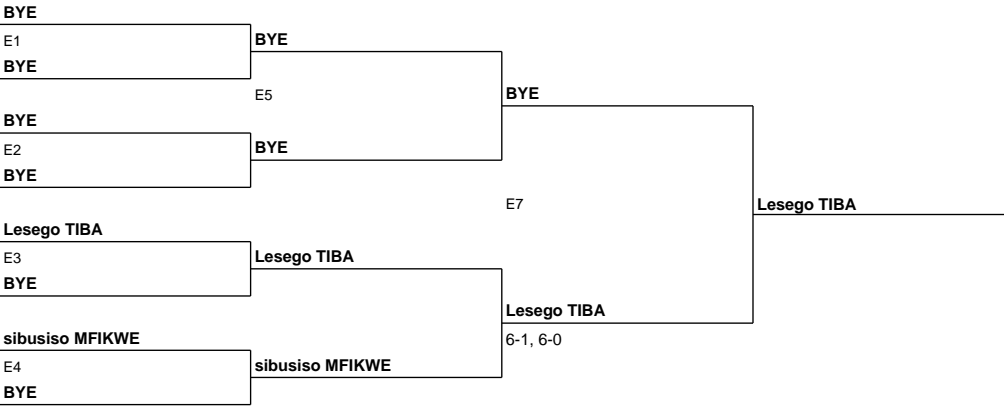 BYE
E1
BYE
BYE
E5
BYE
BYE
E2
BYE
BYE
E7
Lesego TIBA
Lesego TIBA
E3
Lesego TIBA
BYE
Lesego TIBA
6-1, 6-0
sibusiso MFIKWE
E4
sibusiso MFIKWE
BYE